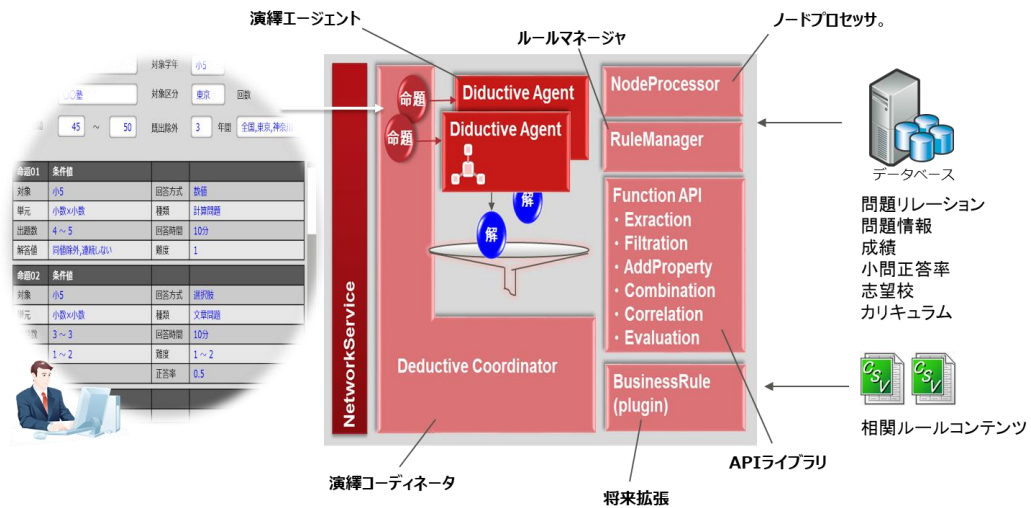 演繹エージェント
ルールマネージャ
ノードプロセッサ。
対象学年 小5
〇塾 対象区分 東京 回数
45 ～ 50 既出除外 3 年間 全国,東京,神奈川
命題01 条件値
対象 小5 回答方式 数値
単元 小数×小数 種類 計算問題
出題数 4～5 回答時間 10分
解答値 同値除外,連続しない 難度 1
命題02 条件値
対象 小5 回答方式 選択肢
単元 小数×小数 種類 文章問題
3～3 回答時間 10分
1～2 難度 1～2
正答率 0.5
NetworkService
命題
命題
Diductive Agent
Diductive Agent
解
解
Deductive Coordinator
NodeProcessor
RuleManager
Function API
・Exraction
・Filtration
・AddProperty
・Combination
・Correlation
・Evaluation
BusinessRule
(plugin)
データベース
問題リレーション
問題情報
成績
小問正答率
志望校
カリキュラム
CSV
CSV
相関ルールコンテンツ
APIライブラリ
演繹コーディネータ
将来拡張